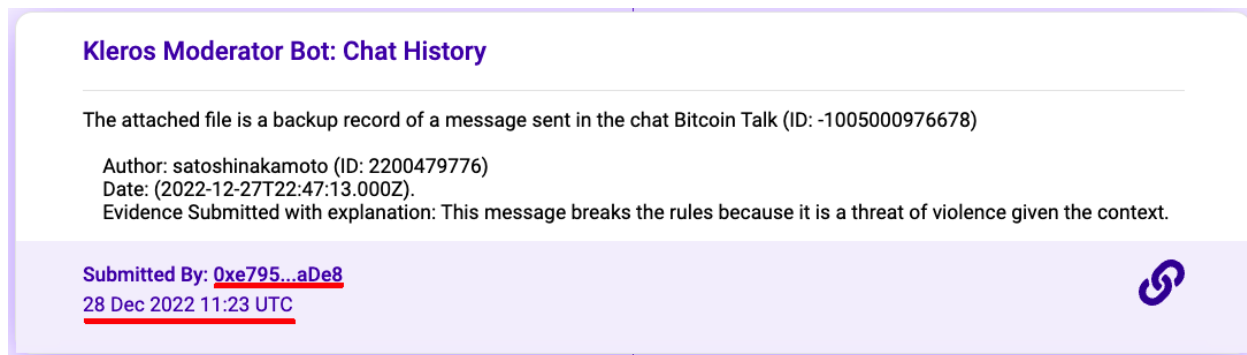 Kleros Moderator Bot: Chat History
The attached file is a backup record of a message sent in the chat Bitcoin Talk (ID: -1005000976678)
Author: satoshinakamoto (ID: 2200479776)
Date: (2022-12-27T22:47:13.000Z).
Evidence Submitted with explanation: This message breaks the rules because it is a threat of violence given the context.
Submitted By: 0xe795...aDe8
28 Dec 2022 11:23 UTC